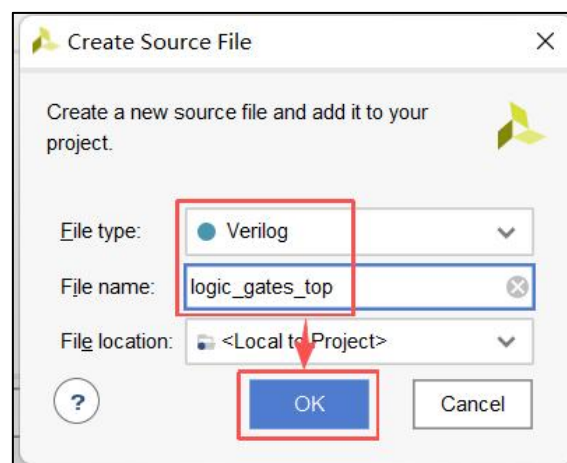 Create Source File
Create a new source file and add it to your
project.
File type:
Verilog
File name:
logic_gates_top
File location:
<Local to Project>
?
OK
Cancel